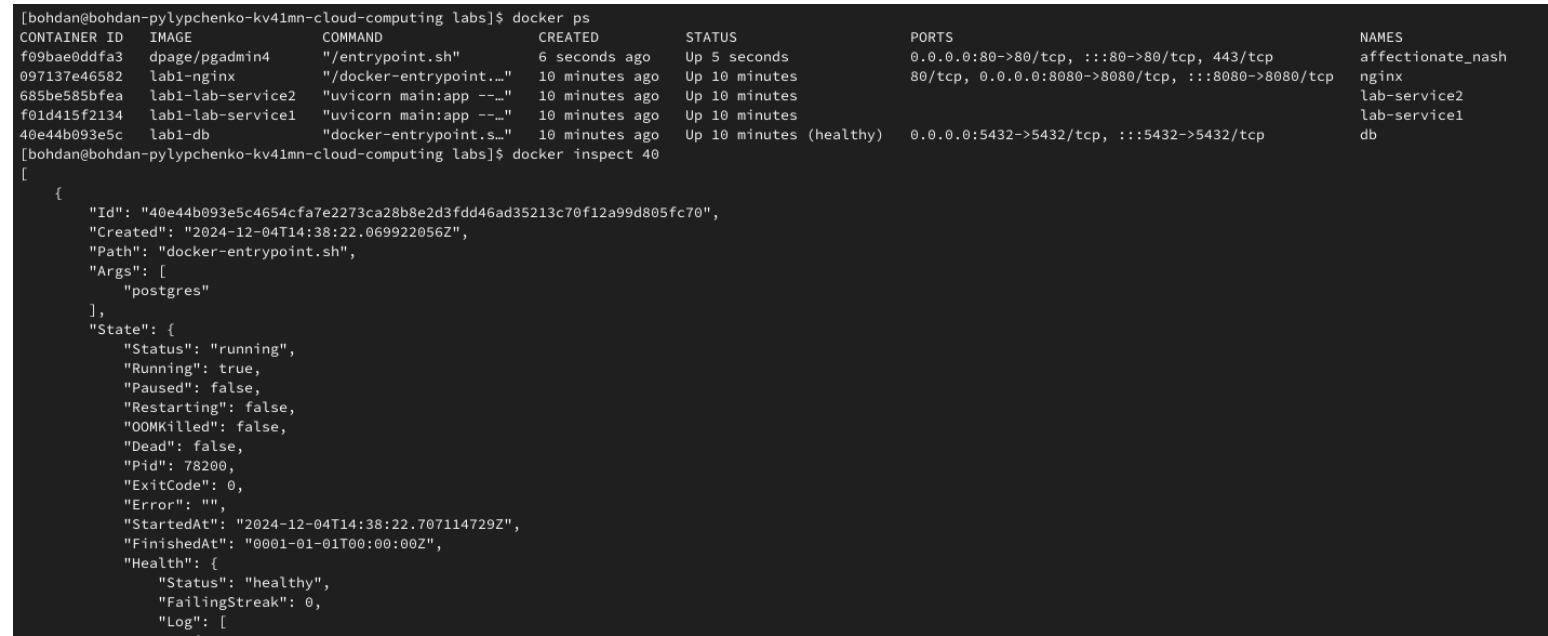 [bohdan@bohdan-pylypchenko-kv41mn-cloud-computing labs]$ docker ps
CONTAINER ID   IMAGE               COMMAND                  CREATED          STATUS                    PORTS                                             NAMES
f09bae0ddfa3   dpage/pgadmin4      "/entrypoint.sh"         6 seconds ago    Up 5 seconds              0.0.0.0:80->80/tcp, :::80->80/tcp, 443/tcp        affectionate_nash
097137e46582   lab1-nginx          "/docker-entrypoint.…"   10 minutes ago   Up 10 minutes             80/tcp, 0.0.0.0:8080->8080/tcp, :::8080->8080/tcp   nginx
685be585bfea   lab1-lab-service2   "uvicorn main:app --…"   10 minutes ago   Up 10 minutes                                                               lab-service2
f01d415f2134   lab1-lab-service1   "uvicorn main:app --…"   10 minutes ago   Up 10 minutes                                                               lab-service1
40e44b093e5c   lab1-db             "docker-entrypoint.s…"   10 minutes ago   Up 10 minutes (healthy)   0.0.0.0:5432->5432/tcp, :::5432->5432/tcp         db
[bohdan@bohdan-pylypchenko-kv41mn-cloud-computing labs]$ docker inspect 40
[
    {
        "Id": "40e44b093e5c4654cfa7e2273ca28b8e2d3fdd46ad35213c70f12a99d805fc70",
        "Created": "2024-12-04T14:38:22.069922056Z",
        "Path": "docker-entrypoint.sh",
        "Args": [
            "postgres"
        ],
        "State": {
            "Status": "running",
            "Running": true,
            "Paused": false,
            "Restarting": false,
            "OOMKilled": false,
            "Dead": false,
            "Pid": 78200,
            "ExitCode": 0,
            "Error": "",
            "StartedAt": "2024-12-04T14:38:22.707114729Z",
            "FinishedAt": "0001-01-01T00:00:00Z",
            "Health": {
                "Status": "healthy",
                "FailingStreak": 0,
                "Log": [